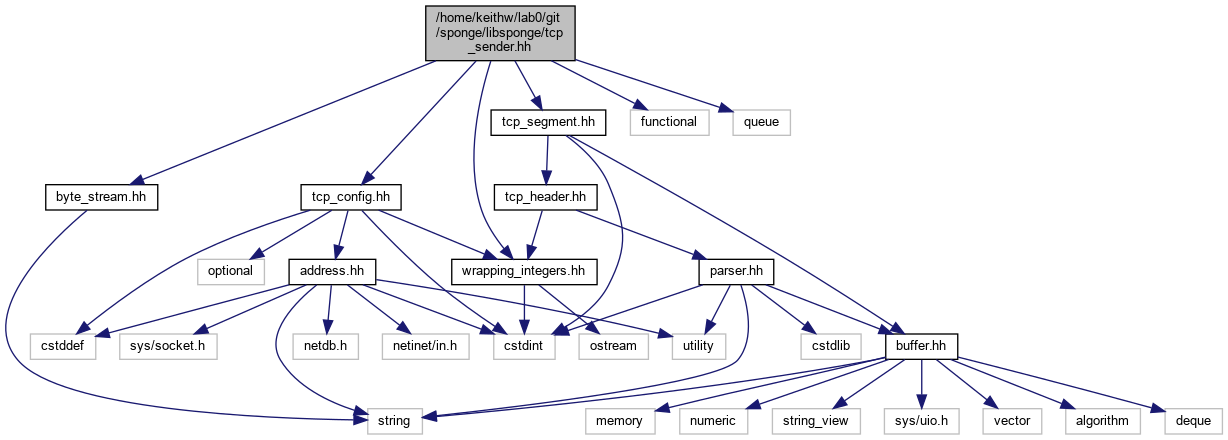 /home/keithw/lab0/git
/sponge/libsponge/tcp
_sender.hh
tcp_segment.hh
functional
queue
byte_stream.hh
tcp_config.hh
tcp_header.hh
optional
address.hh
wrapping_integers.hh
parser.hh
cstddef
sys/socket.h
netdb.h
netinet/in.h
cstdint
ostream
utility
cstdlib
buffer.hh
string
memory
numeric
string_view
sys/uio.h
vector
algorithm
deque